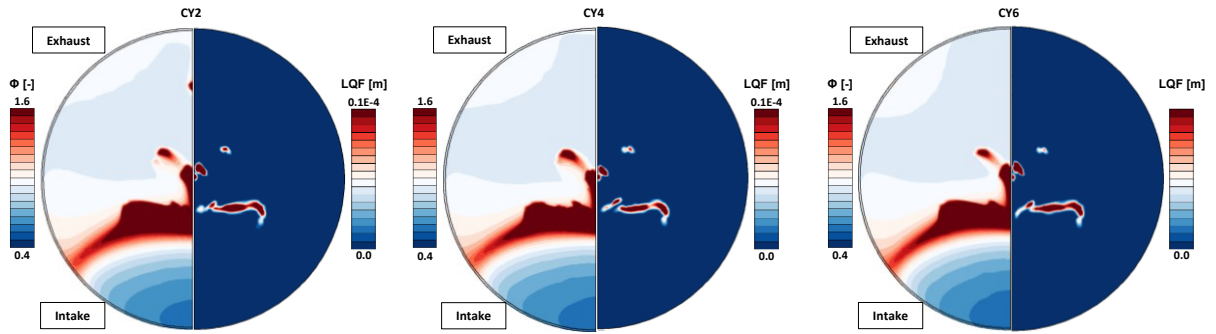 CY2
CY4
CY6
Exhaust
Exhaust
Exhaust
Φ [-]
LQF [m]
LQF [m]
Φ [-]
LQF [m]
1.6
0.1E-4
1.6
0.1E-4
1.6
0.4
0.0
0.4
0.0
0.4
0.0
Intake
Intake
Intake